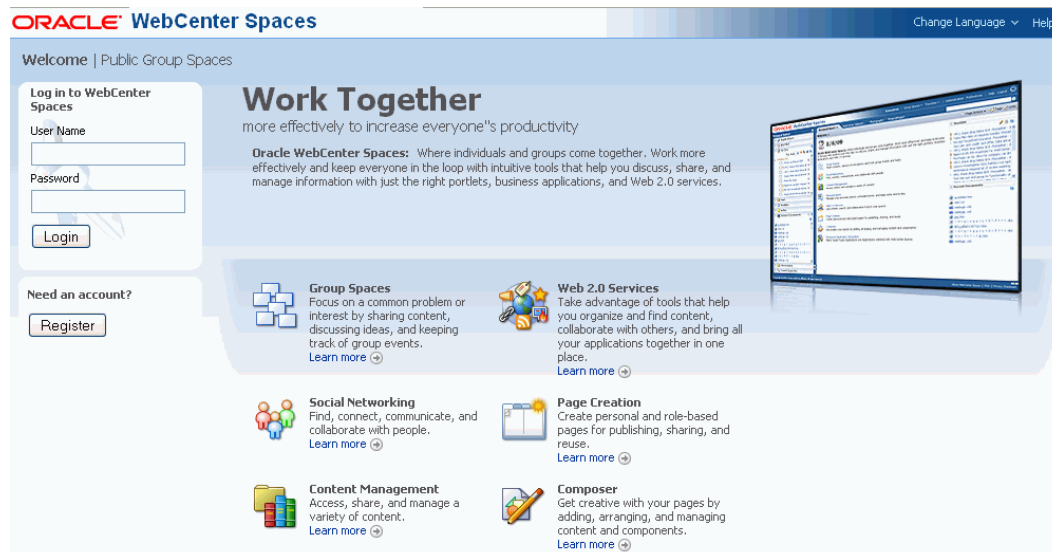 ORACLE WebCenter Spaces
Change Language
Help
Welcome | Public Group Spaces
Log in to WebCenter
Spaces
User Name
Password
Login
Need an account?
Register
Work Together
more effectively to increase everyone"s productivity
Oracle WebCenter Spaces: Where individuals and groups come together. Work more
effectively and keep everyone in the loop with intuitive tools that help you discuss, share, and
manage information with just the right portlets, business applications, and Web 2.0 services.
Group Spaces
Focus on a common problem or
interest by sharing content,
discussing ideas, and keeping
track of group events.
Learn more
Web 2.0 Services
Take advantage of tools that help
you organize and find content,
collaborate with others, and bring all
your applications together in one
place.
Learn more
Social Networking
Find, connect, communicate, and
collaborate with people.
Learn more
Page Creation
Create personal and role-based
pages for publishing, sharing, and
reuse.
Learn more
Content Management
Access, share, and manage a
variety of content.
Learn more
Composer
Get creative with your pages by
adding, arranging, and managing
content and components.
Learn more